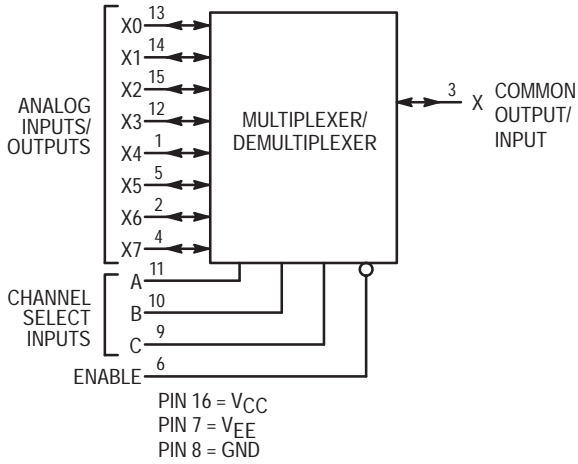 X0 13
X1 14
X2 15
X3 12
X4 1
X5 5
X6 2
X7 4
ANALOG
INPUTS/
OUTPUTS
MULTIPLEXER/
DEMULTIPLEXER
3 X COMMON
OUTPUT/
INPUT
A 11
B 10
C 9
CHANNEL
SELECT
INPUTS
ENABLE 6
PIN 16 = VCC
PIN 7 = VEE
PIN 8 = GND